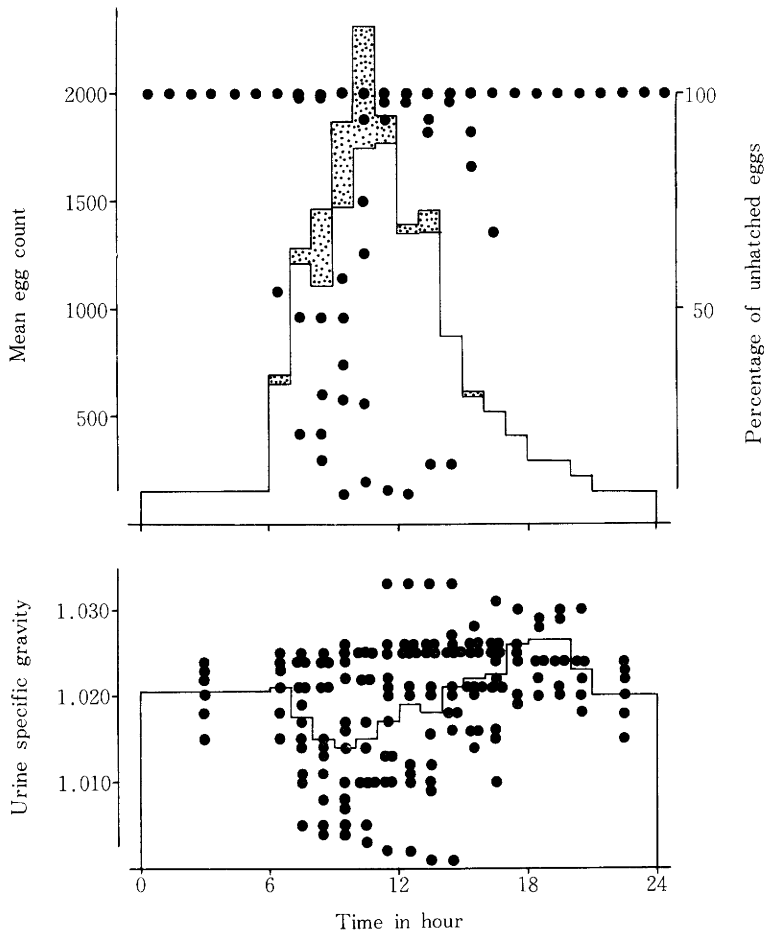 Mean egg count
2000
1500
1000
500
100
50
Percentage of unhatched eggs
Urine specific gravity
1.030
1.020
1.010
0 6 12 18 24
Time in hour